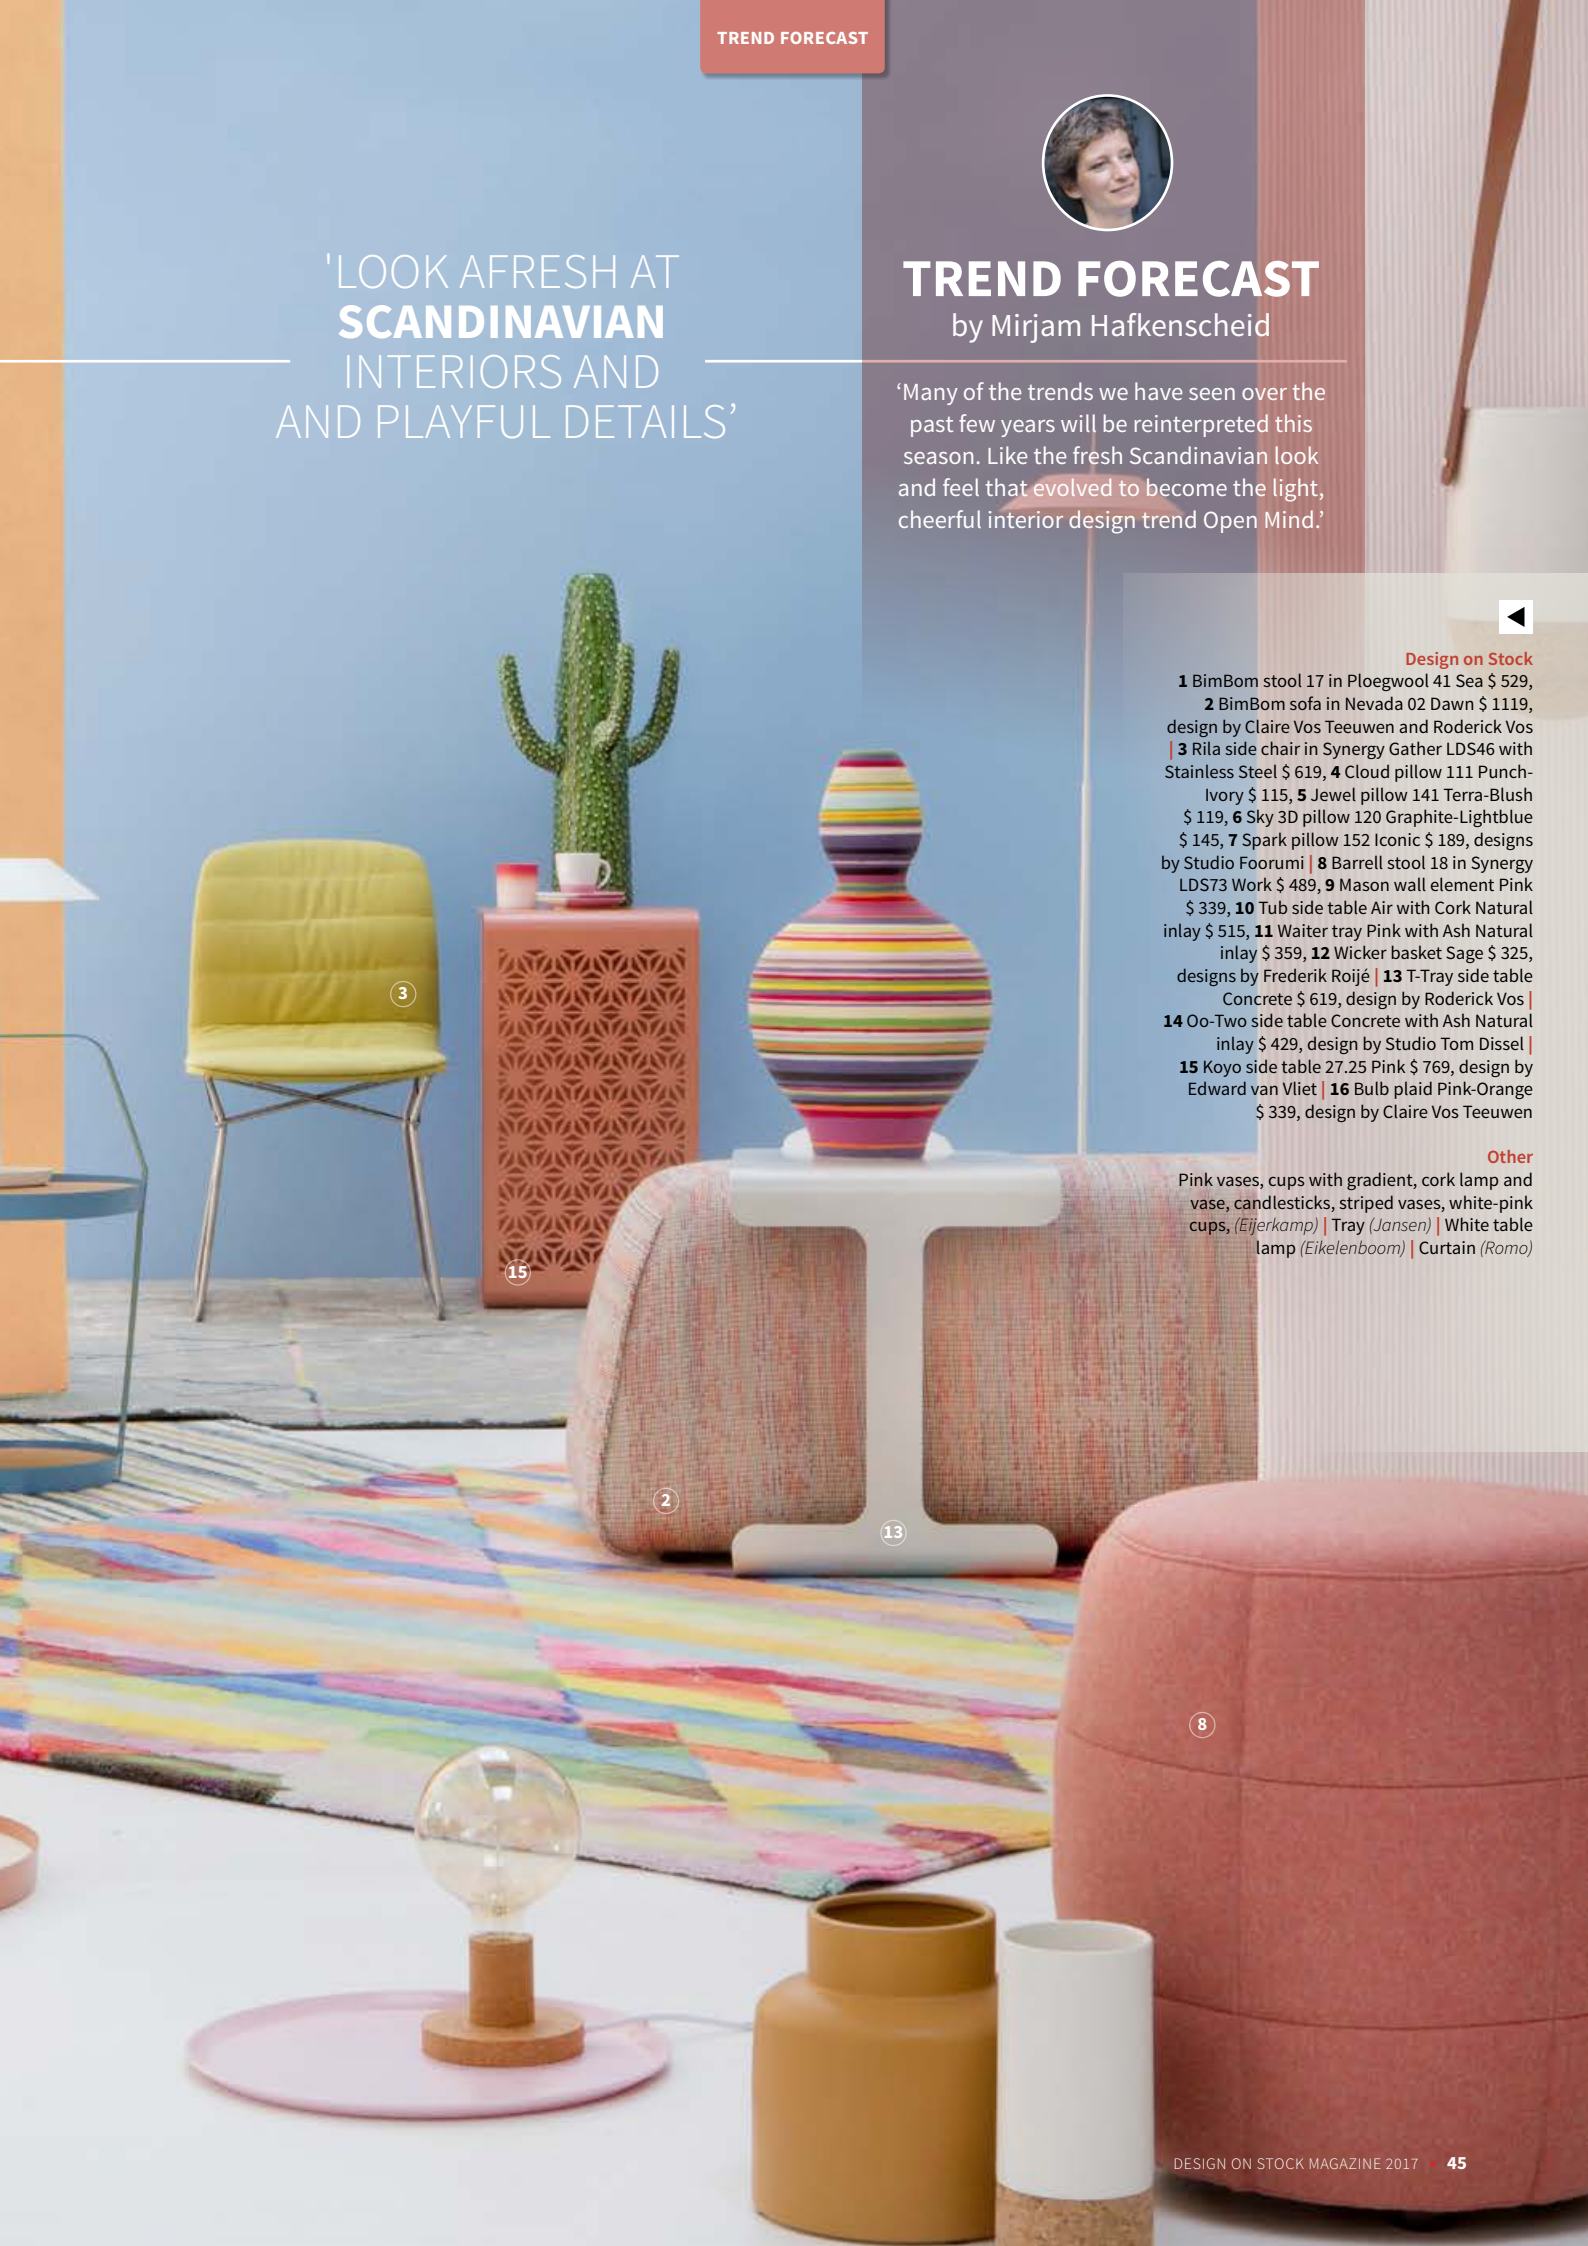 TREND FORECAST
'LOOK AFRESH AT
SCANDINAVIAN
INTERIORS AND
AND PLAYFUL DETAILS’
TREND FORECAST
by Mirjam Hafkenscheid
‘Many of the trends we have seen over the
past few years will be reinterpreted this
season. Like the fresh Scandinavian look
and feel that evolved to become the light,
cheerful interior design trend Open Mind.’
Design on Stock
1 BimBom stool 17 in Ploegwool 41 Sea $ 529,
2 BimBom sofa in Nevada 02 Dawn $ 1119,
design by Claire Vos Teeuwen and Roderick Vos
| 3 Rila side chair in Synergy Gather LDS46 with
Stainless Steel $ 619, 4 Cloud pillow 111 Punch-
Ivory $ 115, 5 Jewel pillow 141 Terra-Blush
$ 119, 6 Sky 3D pillow 120 Graphite-Lightblue
$ 145, 7 Spark pillow 152 Iconic $ 189, designs
by Studio Foorumi | 8 Barrell stool 18 in Synergy
LDS73 Work $ 489, 9 Mason wall element Pink
$ 339, 10 Tub side table Air with Cork Natural
inlay $ 515, 11 Waiter tray Pink with Ash Natural
inlay $ 359, 12 Wicker basket Sage $ 325,
designs by Frederik Roijé | 13 T-Tray side table
Concrete $ 619, design by Roderick Vos |
14 Oo-Two side table Concrete with Ash Natural
inlay $ 429, design by Studio Tom Dissel |
15 Koyo side table 27.25 Pink $ 769, design by
Edward van Vliet | 16 Bulb plaid Pink-Orange
$ 339, design by Claire Vos Teeuwen
Other
Pink vases, cups with gradient, cork lamp and
vase, candlesticks, striped vases, white-pink
cups, (Eijerkamp) | Tray (Jansen) | White table
lamp (Eikelenboom) | Curtain (Romo)
3
15
2
13
8
DESIGN ON STOCK MAGAZINE 2017 • 45